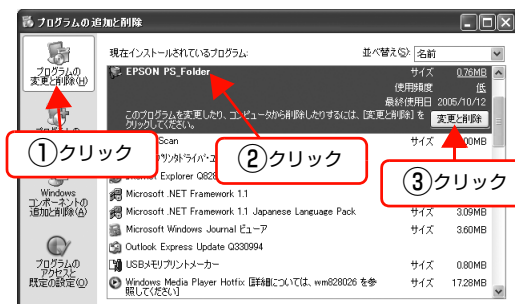 プログラムの追加と削除
プログラムの
変更と削除(H)
現在インストールされているプログラム:
並べ替え(S): 名前
EPSON PS_Folder
サイズ 0.76MB
使用頻度 低
最終使用日 2005/10/12
このプログラムを変更したり、コンピュータから削除したりするには、[変更と削除] を
クリックしてください。
変更と削除
①クリック
②クリック
③クリック
Scan
サイズ
00MB
Explorer Q828
Windows
コンポーネントの
追加と削除(A)
Microsoft .NET Framework 1.1
Microsoft .NET Framework 1.1 Japanese Language Pack
サイズ 3.09MB
Microsoft Windows Journal ビューア
サイズ 3.60MB
Outlook Express Update Q330994
USBメモリプリントメーカー
サイズ 0.80MB
プログラムの
アクセスと
既定の設定(O)
Windows Media Player Hotfix [詳細については、wm828026 を参
照してください]
サイズ 17.28MB